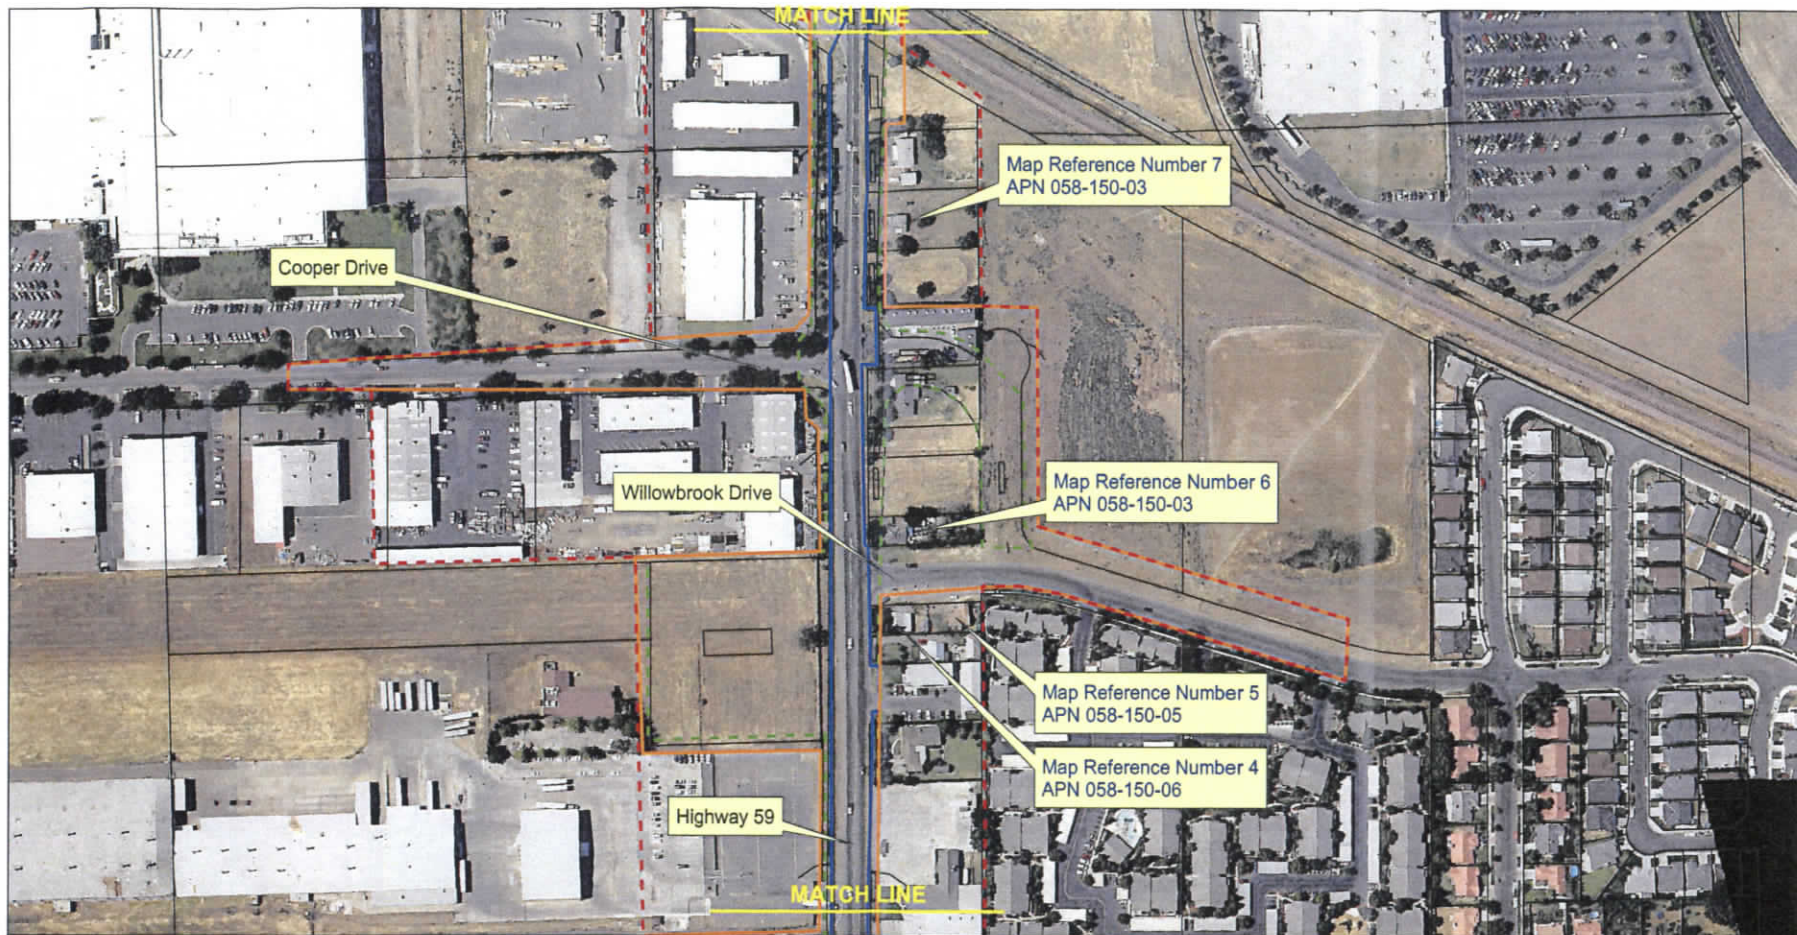 MATCH LINE
Map Reference Number 7
APN 058-150-03
Cooper Drive
Map Reference Number 6
APN 058-150-03
Willowbrook Drive
Map Reference Number 5
APN 058-150-05
Map Reference Number 4
APN 058-150-06
Highway 59
MATCH LINE